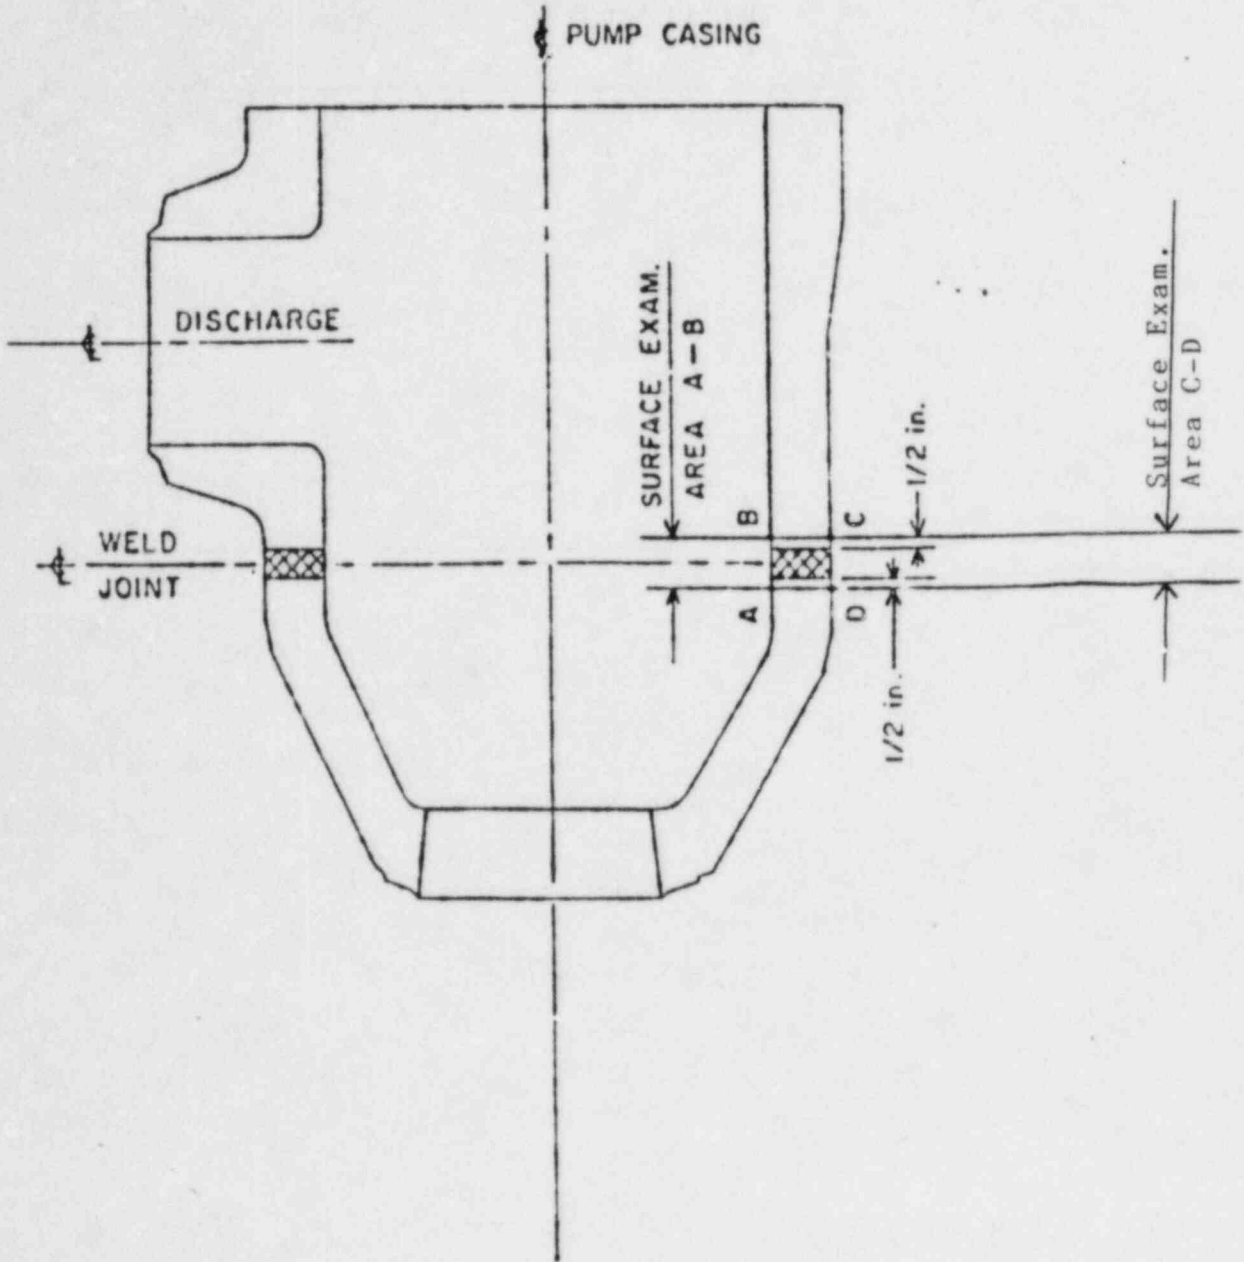 PUMP CASING
DISCHARGE
WELD
JOINT
SURFACE EXAM.
AREA A-B
B
C
A
D
1/2 in.
1/2 in.
Surface Exam.
Area C-D